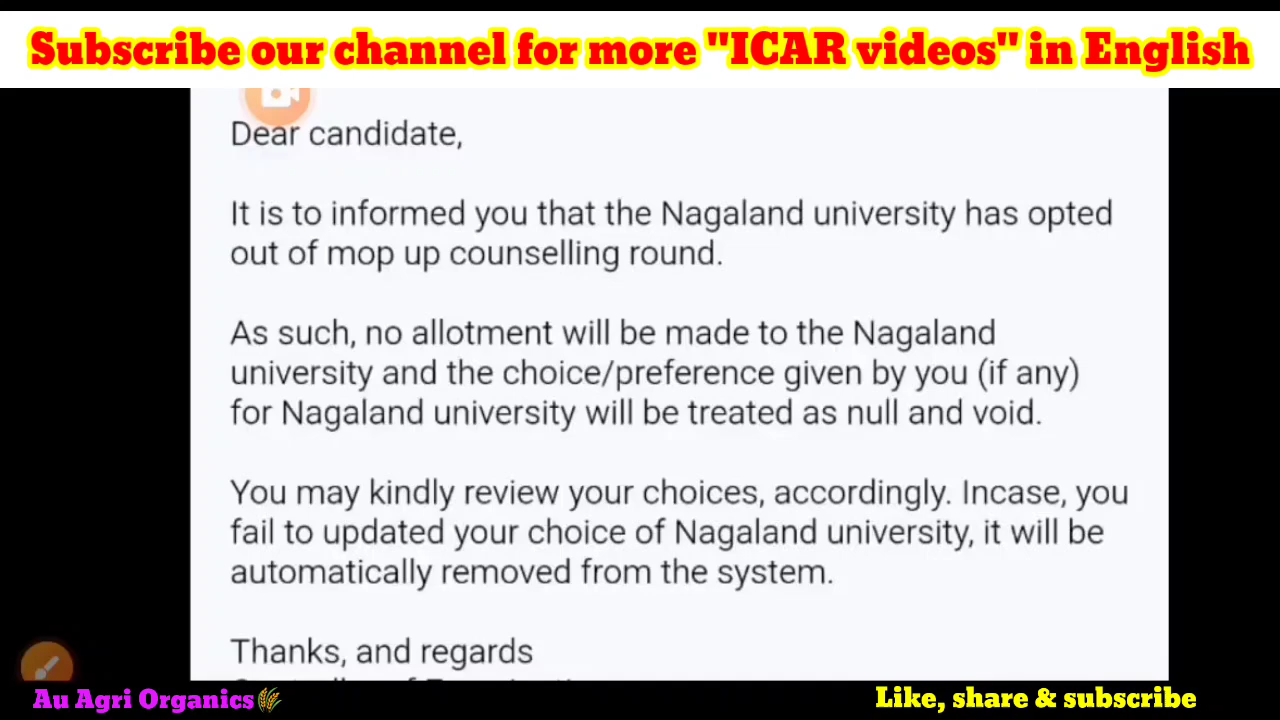 Subscribe our channel for more "ICAR videos" in English
Dear candidate,
It is to informed you that the Nagaland university has opted
out of mop up counselling round.
As such, no allotment will be made to the Nagaland
university and the choice/preference given by you (if any)
for Nagaland university will be treated as null and void.
You may kindly review your choices, accordingly. Incase, you
fail to updated your choice of Nagaland university, it will be
automatically removed from the system.
Thanks, and regards
Au Agri Organics🌾
Like, share & subscribe